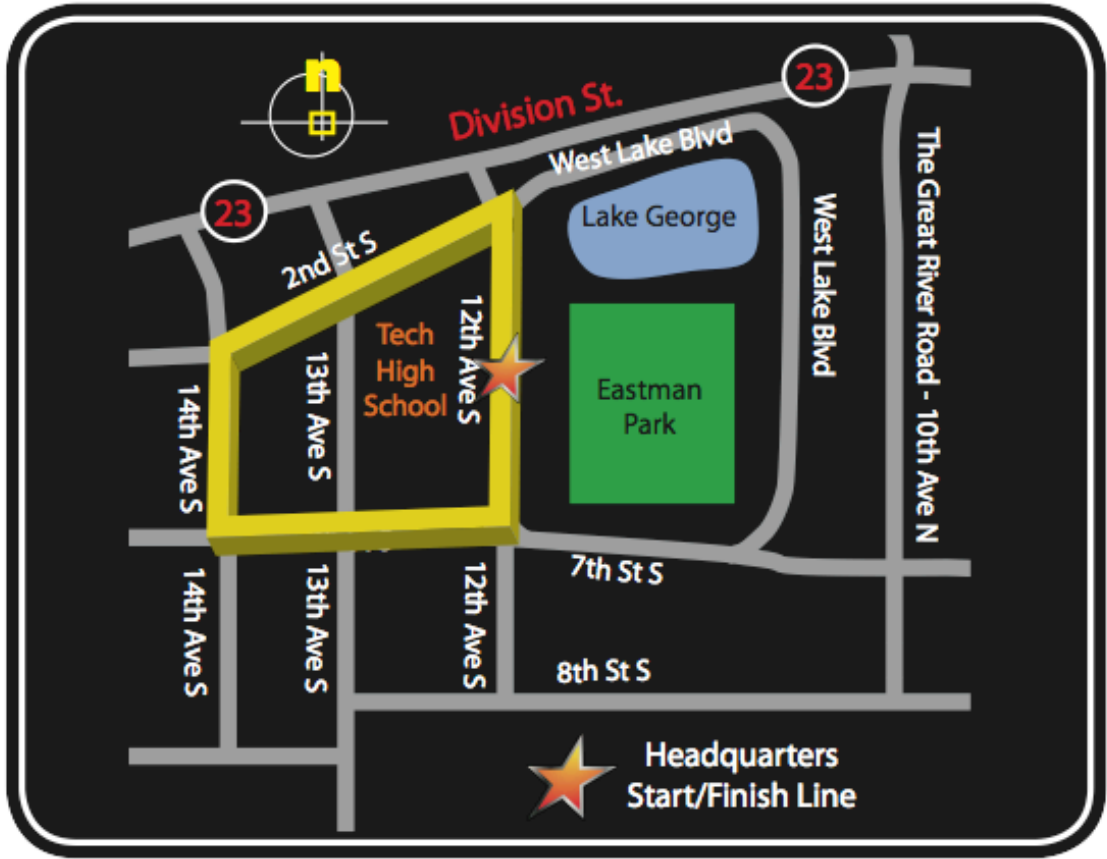 n
23
Division St.
West Lake Blvd
23
2nd St S
Lake George
West Lake Blvd
The Great River Road - 10th Ave N
Tech
High
School
12th Ave S
13th Ave S
14th Ave S
Eastman
Park
7th St S
14th Ave S
13th Ave S
12th Ave S
8th St S
Headquarters
Start/Finish Line